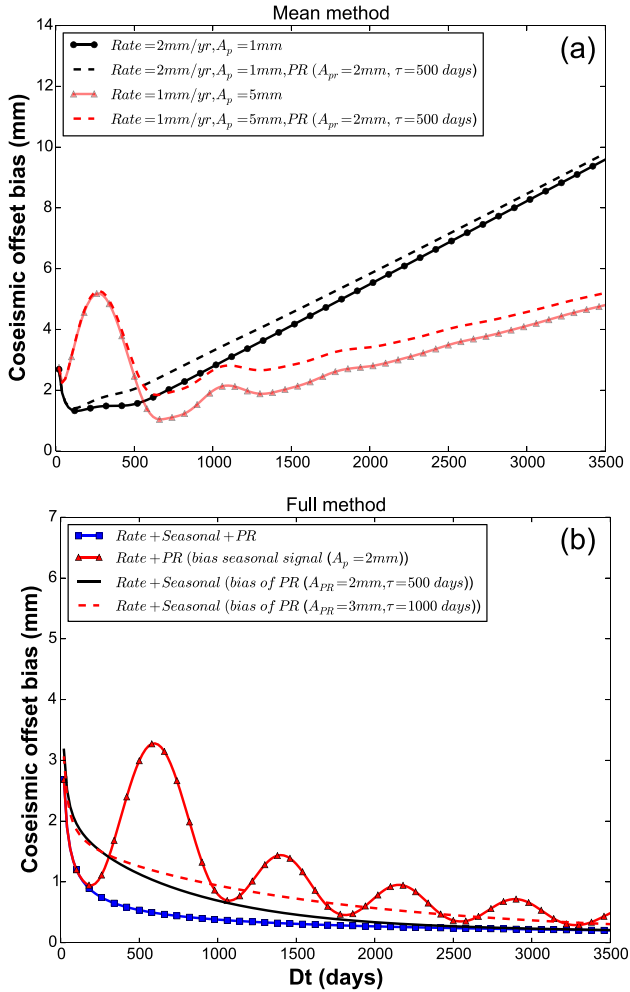 Mean method
(a)
Rate=2mm/yr,A_p=1mm
Rate=2mm/yr,A_p=1mm,PR (A_pr=2mm, τ=500 days)
Rate=1mm/yr,A_p=5mm
Rate=1mm/yr,A_p=5mm,PR (A_pr=2mm, τ=500 days)
Coseismic offset bias (mm)
14
12
10
8
6
4
2
0
0 500 1000 1500 2000 2500 3000 3500
Full method
(b)
Rate+Seasonal+PR
Rate+PR (bias seasonal signal (A_p=2mm))
Rate+Seasonal (bias of PR (A_PR=2mm,τ=500 days))
Rate+Seasonal (bias of PR (A_PR=3mm,τ=1000 days))
Coseismic offset bias (mm)
7
6
5
4
3
2
1
0
0 500 1000 1500 2000 2500 3000 3500
Dt (days)